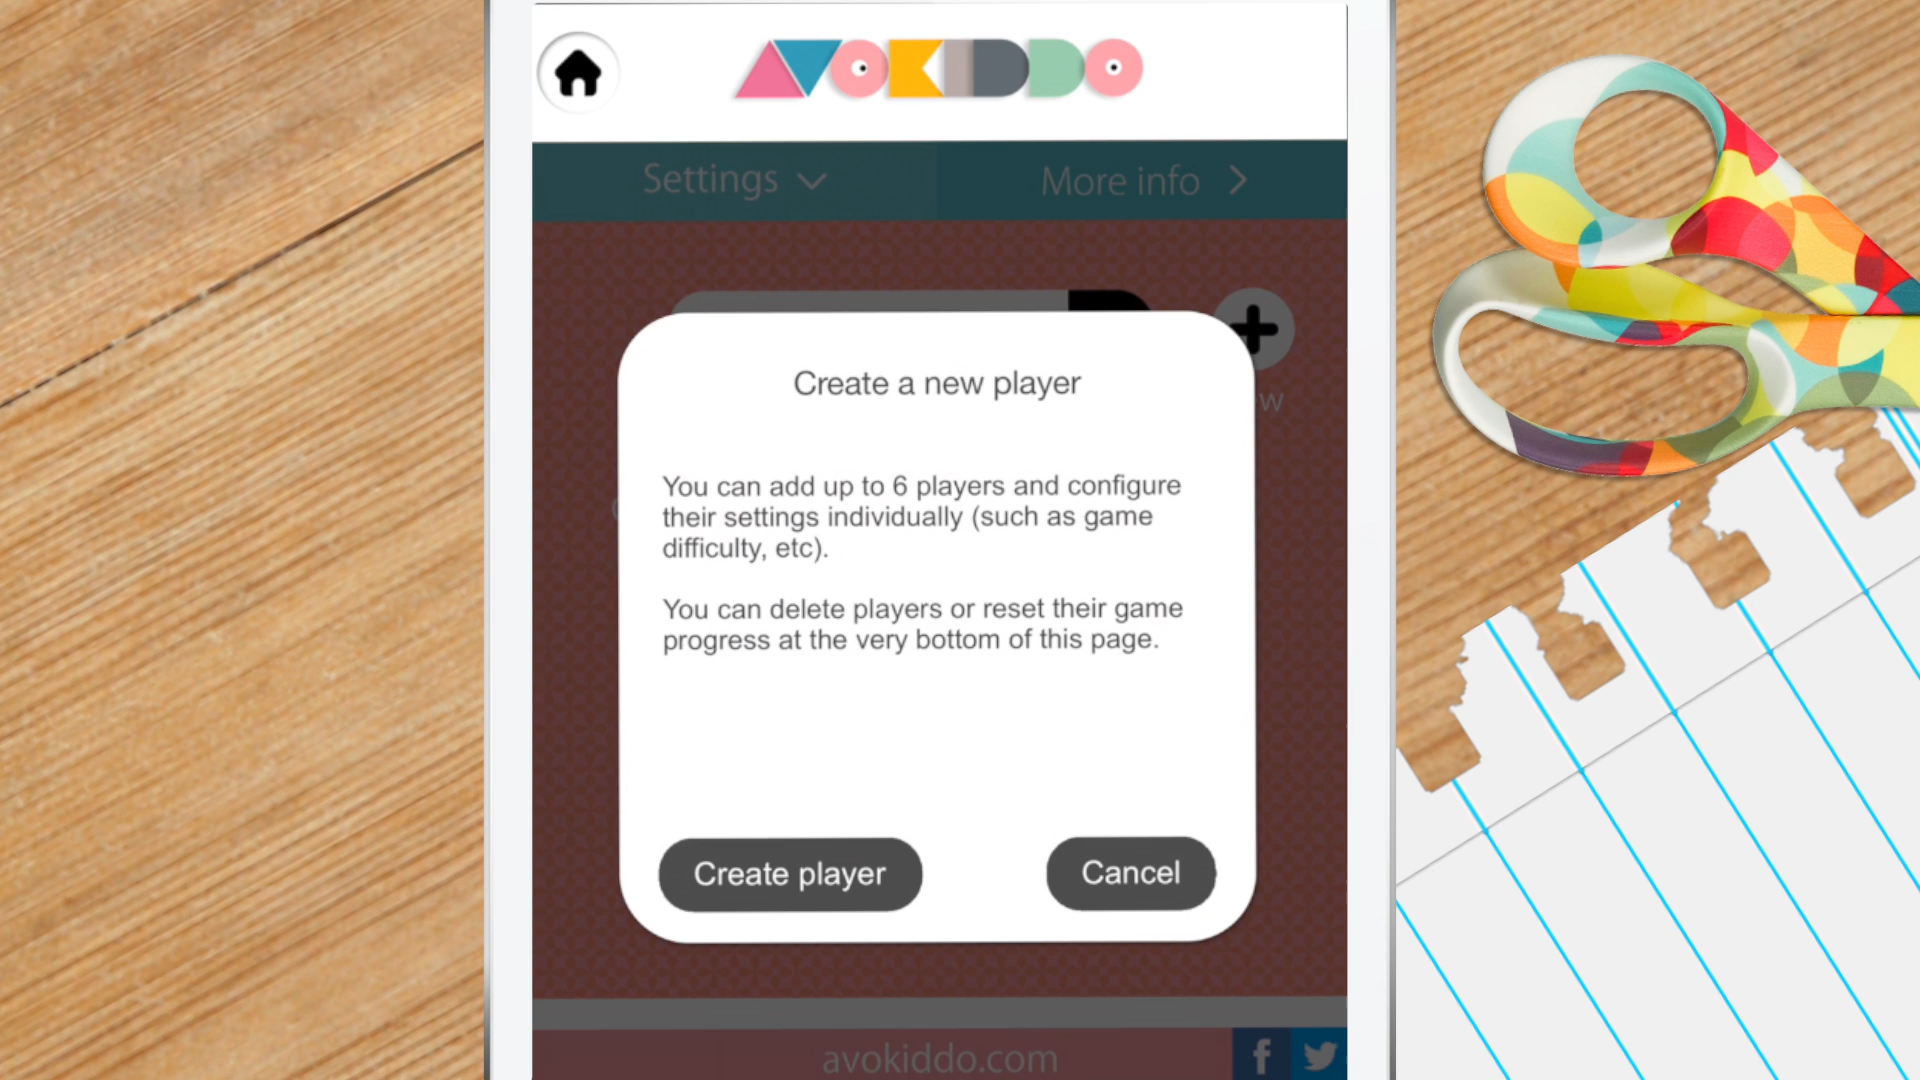 AVOKIDDO
Settings
More info
Create a new player
You can add up to 6 players and configure
their settings individually (such as game
difficulty, etc).
You can delete players or reset their game
progress at the very bottom of this page.
Create player
Cancel
avokiddo.com